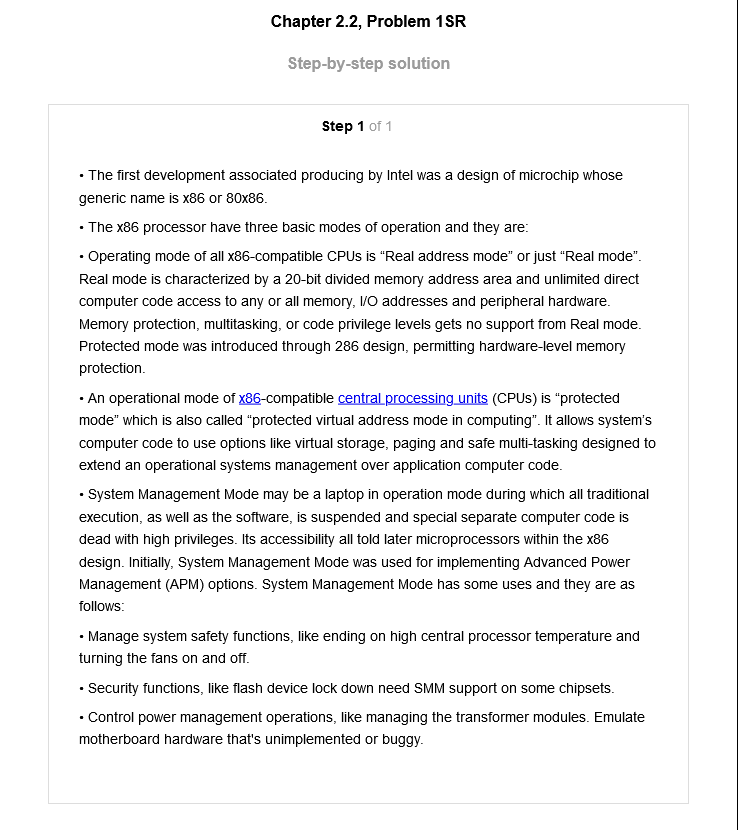 Chapter 2.2, Problem 1SR
Step-by-step solution
Step 1 of 1
• The first development associated producing by Intel was a design of microchip whose
generic name is x86 or 80x86.
• The x86 processor have three basic modes of operation and they are:
• Operating mode of all x86-compatible CPUs is “Real address mode” or just “Real mode”.
Real mode is characterized by a 20-bit divided memory address area and unlimited direct
computer code access to any or all memory, I/O addresses and peripheral hardware.
Memory protection, multitasking, or code privilege levels gets no support from Real mode.
Protected mode was introduced through 286 design, permitting hardware-level memory
protection.
• An operational mode of x86-compatible central processing units (CPUs) is “protected
mode” which is also called “protected virtual address mode in computing”. It allows system’s
computer code to use options like virtual storage, paging and safe multi-tasking designed to
extend an operational systems management over application computer code.
• System Management Mode may be a laptop in operation mode during which all traditional
execution, as well as the software, is suspended and special separate computer code is
dead with high privileges. Its accessibility all told later microprocessors within the x86
design. Initially, System Management Mode was used for implementing Advanced Power
Management (APM) options. System Management Mode has some uses and they are as
follows:
• Manage system safety functions, like ending on high central processor temperature and
turning the fans on and off.
• Security functions, like flash device lock down need SMM support on some chipsets.
• Control power management operations, like managing the transformer modules. Emulate
motherboard hardware that's unimplemented or buggy.